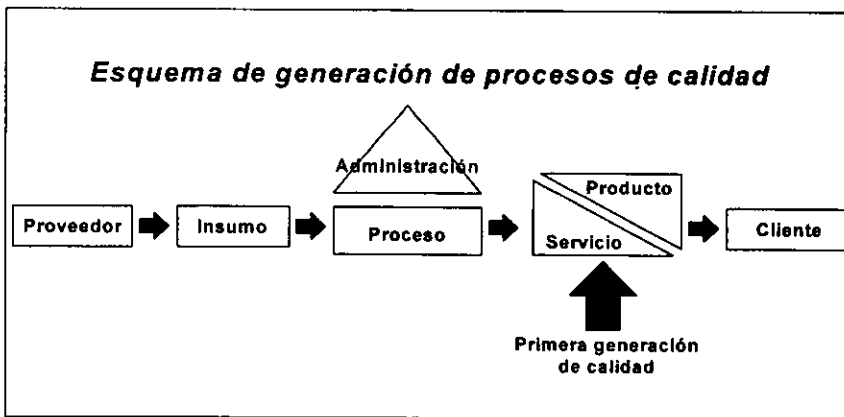 Esquema de generación de procesos de calidad
Administración
Proveedor
Insumo
Proceso
Producto
Servicio
Cliente
Primera generación
de calidad